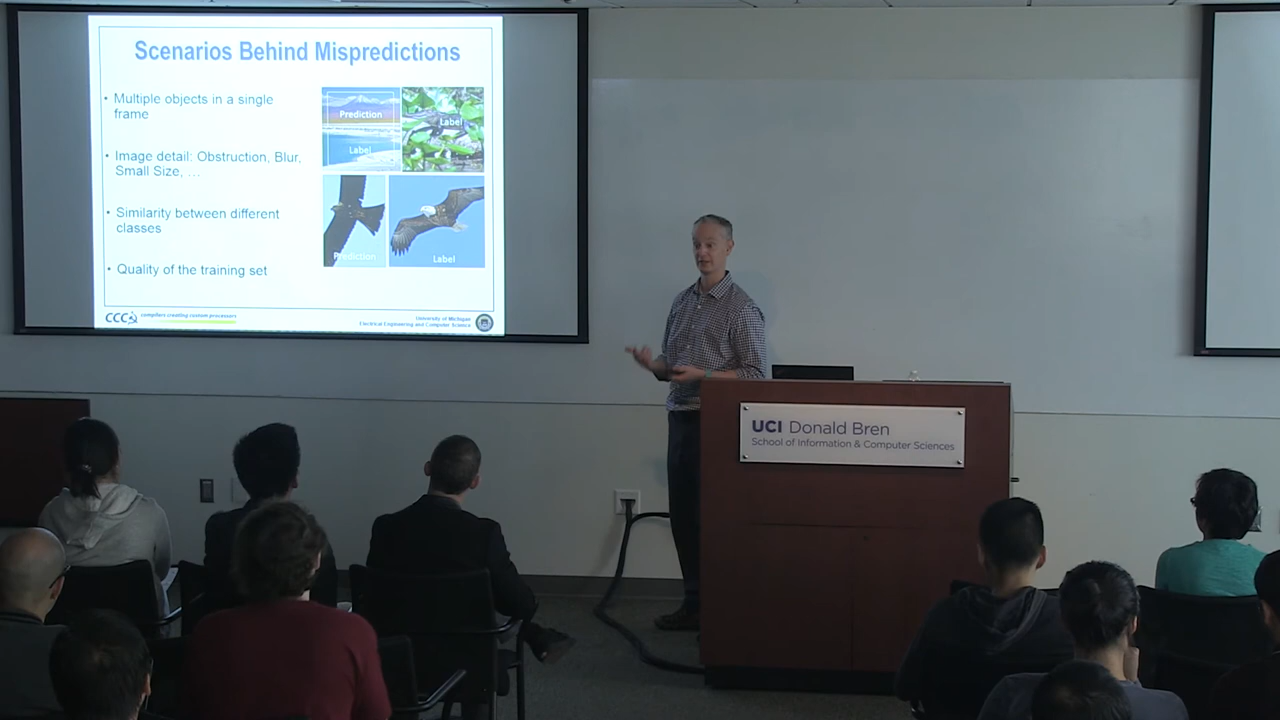 Scenarios Behind Mispredictions
• Multiple objects in a single
frame
• Image detail: Obstruction, Blur,
Small Size, …
• Similarity between different
classes
• Quality of the training set
Prediction
Label
Label
Prediction
Label
CCC
compilers creating custom processors
University of Michigan
Electrical Engineering and Computer Science
UCI Donald Bren
School of Information & Computer Sciences